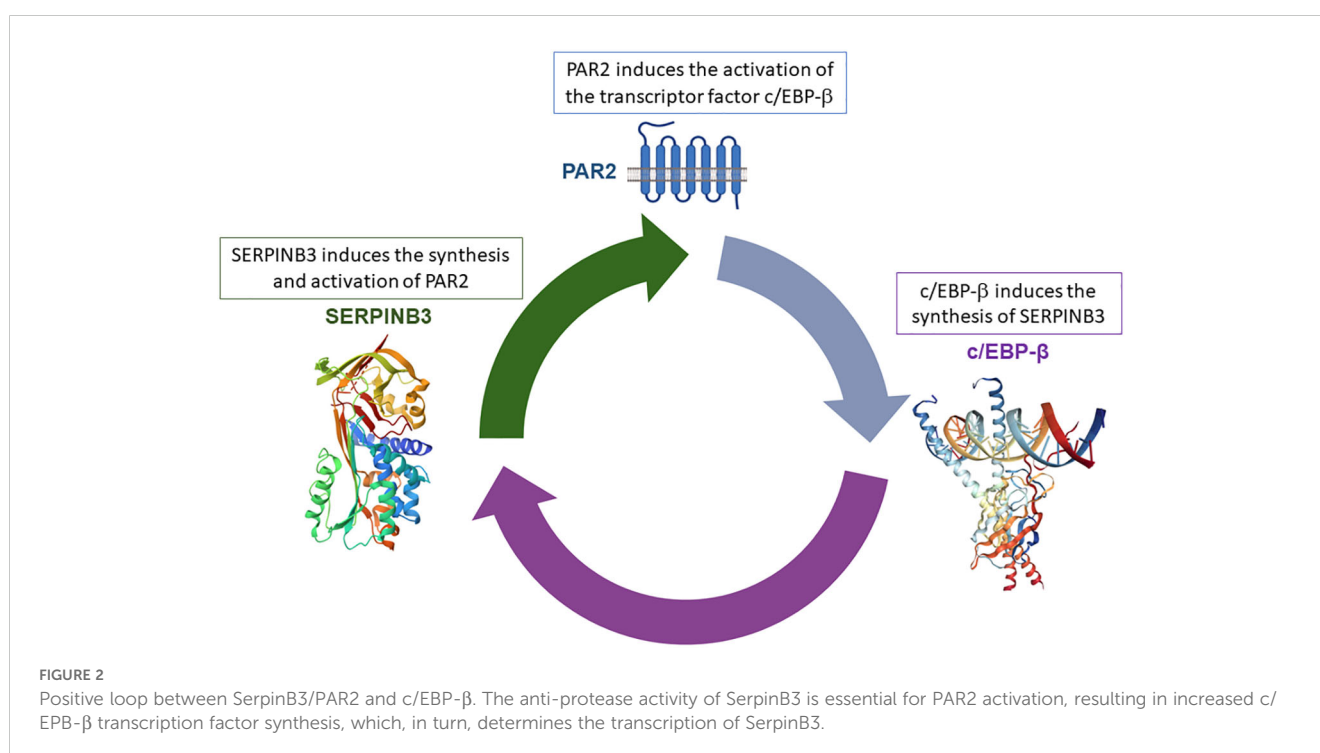 PAR2 induces the activation of
the transcriptor factor c/EBP-β
PAR2
SERPINB3 induces the synthesis
and activation of PAR2
SERPINB3
c/EBP-β induces the
synthesis of SERPINB3
c/EBP-β
FIGURE 2
Positive loop between SerpinB3/PAR2 and c/EBP-β. The anti-protease activity of SerpinB3 is essential for PAR2 activation, resulting in increased c/
EPB-β transcription factor synthesis, which, in turn, determines the transcription of SerpinB3.